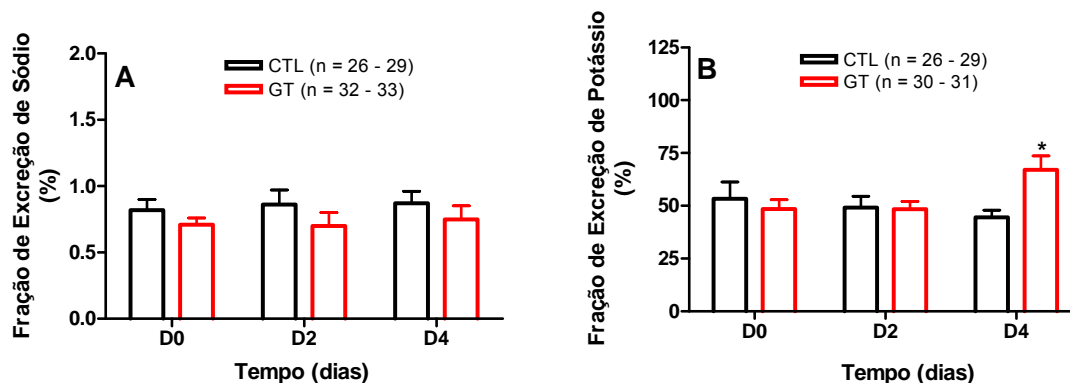 Fração de Excreção de Sódio
(%)
2.0
1.5
1.0
0.5
0.0
A
CTL (n = 26 - 29)
GT (n = 32 - 33)
D0
D2
D4
Tempo (dias)
Fração de Excreção de Potássio
(%)
125
100
75
50
25
0
B
CTL (n = 26 - 29)
GT (n = 30 - 31)
*
D0
D2
D4
Tempo (dias)